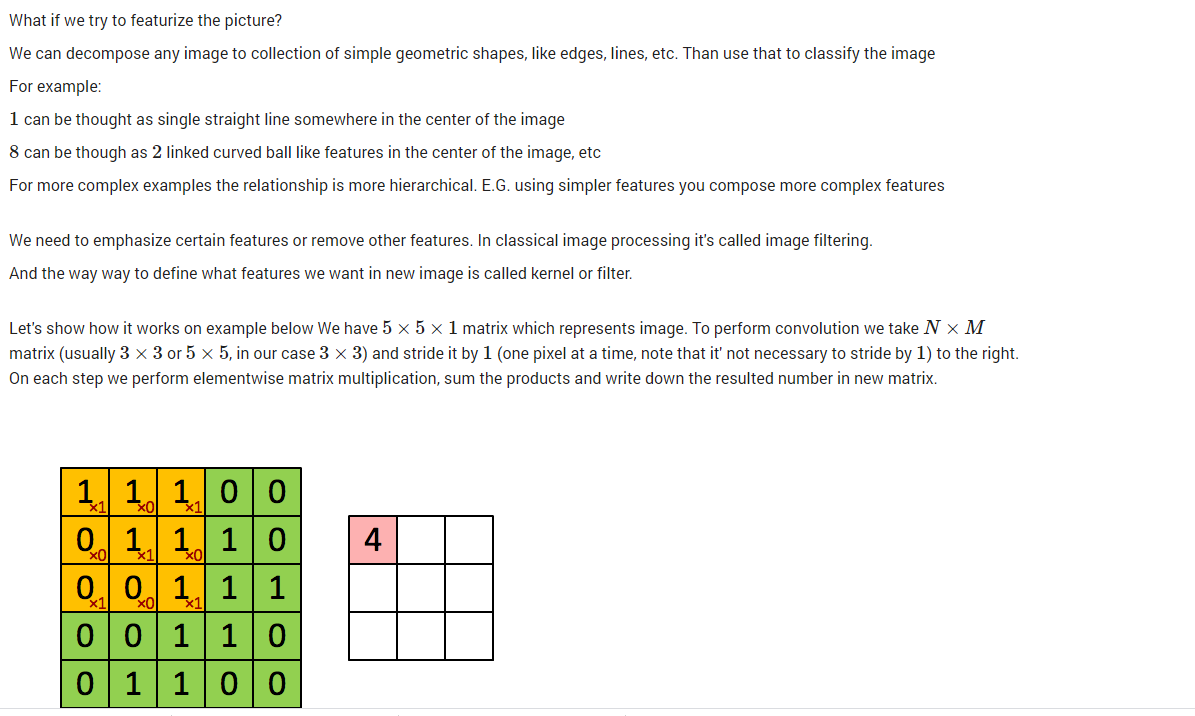 What if we try to featurize the picture?
We can decompose any image to collection of simple geometric shapes, like edges, lines, etc. Than use that to classify the image
For example:
1 can be thought as single straight line somewhere in the center of the image
8 can be though as 2 linked curved ball like features in the center of the image, etc
For more complex examples the relationship is more hierarchical. E.G. using simpler features you compose more complex features
We need to emphasize certain features or remove other features. In classical image processing it's called image filtering.
And the way way to define what features we want in new image is called kernel or filter.
Let's show how it works on example below We have 5 × 5 × 1 matrix which represents image. To perform convolution we take N × M
matrix (usually 3 × 3 or 5 × 5, in our case 3 × 3) and stride it by 1 (one pixel at a time, note that it' not necessary to stride by 1) to the right.
On each step we perform elementwise matrix multiplication, sum the products and write down the resulted number in new matrix.
1 ×1 1 ×0 1 ×1 0 0
0 ×0 1 ×1 1 ×0 1 0
4
0 ×1 0 ×0 1 ×1 1 1
0 0 1 1 0
0 1 1 0 0